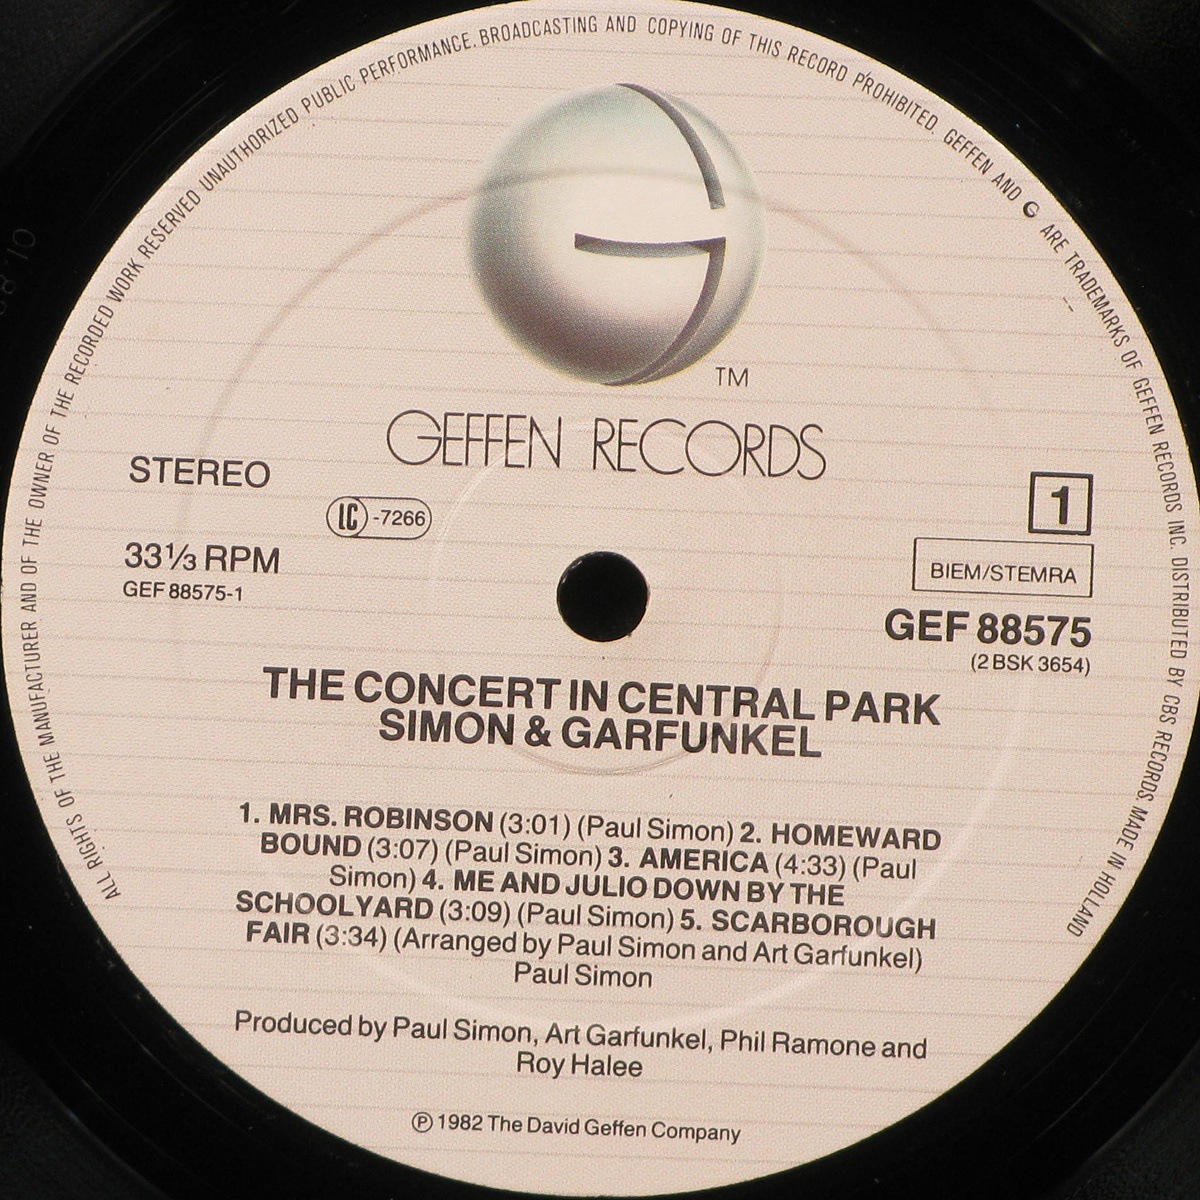 ALL RIGHTS OF THE MANUFACTURER AND OF THE OWNER OF THE RECORDED WORK RESERVED UNAUTHORIZED PUBLIC PERFORMANCE. BROADCASTING AND COPYING OF THIS RECORD PROHIBITED. GEFFEN AND G ARE TRADEMARKS OF GEFFEN RECORDS INC. DISTRIBUTED BY CBS RECORDS. MADE IN HOLLAND
TM
GEFFEN RECORDS
STEREO
LC -7266
33⅓ RPM
GEF 88575-1
1
BIEM/STEMRA
GEF 88575
(2 BSK 3654)
THE CONCERT IN CENTRAL PARK
SIMON & GARFUNKEL
1. MRS. ROBINSON (3:01) (Paul Simon) 2. HOMEWARD
BOUND (3:07) (Paul Simon) 3. AMERICA (4:33) (Paul
Simon) 4. ME AND JULIO DOWN BY THE
SCHOOLYARD (3:09) (Paul Simon) 5. SCARBOROUGH
FAIR (3:34) (Arranged by Paul Simon and Art Garfunkel)
Paul Simon
Produced by Paul Simon, Art Garfunkel, Phil Ramone and
Roy Halee
℗ 1982 The David Geffen Company